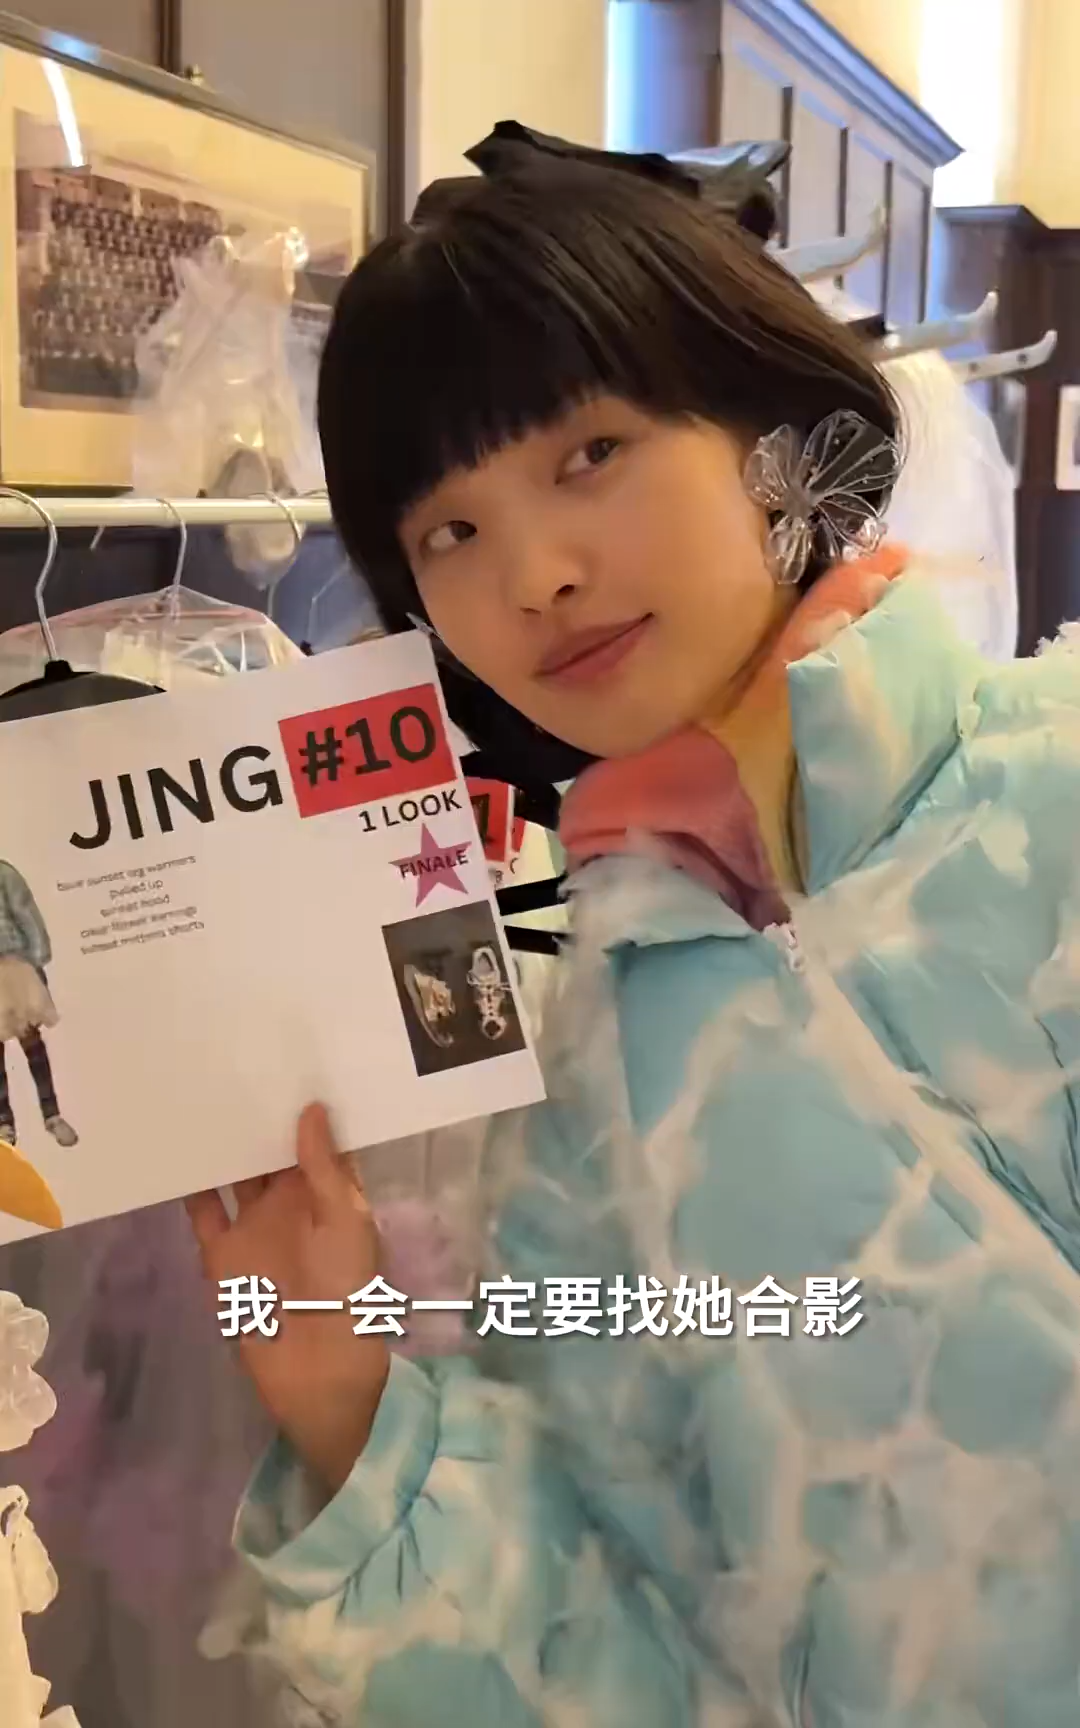 JING #10
1 LOOK
FINALE
blue sunset leg warmers
pulled up
sunset hood
clear flower earrings
我一会一定要找她合影